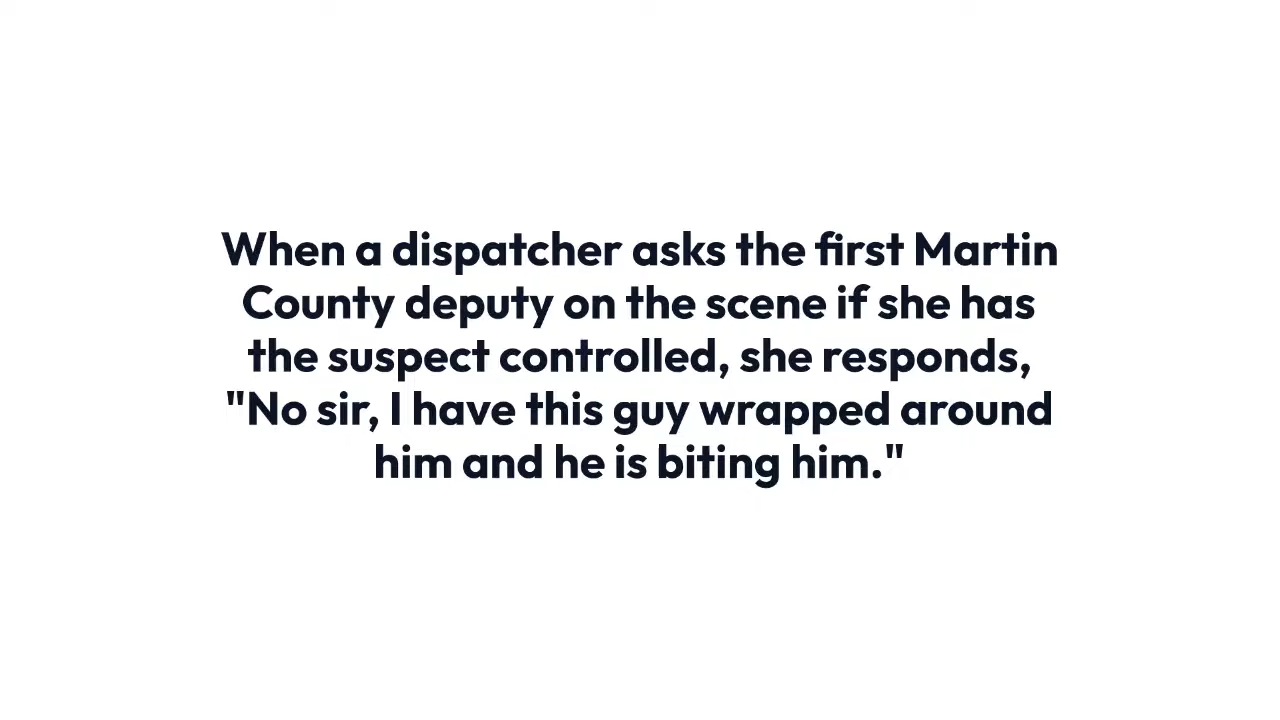 When a dispatcher asks the first Martin
County deputy on the scene if she has
the suspect controlled, she responds,
"No sir, I have this guy wrapped around
him and he is biting him."